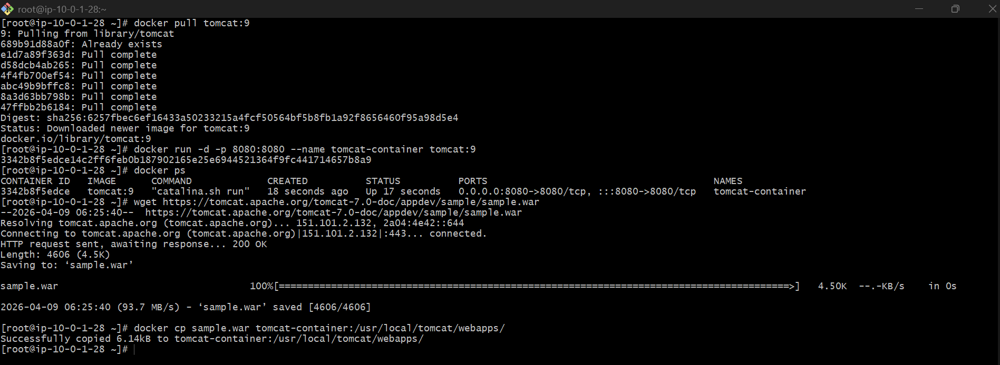 root@ip-10-0-1-28:~
[root@ip-10-0-1-28 ~]# docker pull tomcat:9
9: Pulling from library/tomcat
689b91d88a0f: Already exists
e1d7a89f363d: Pull complete
d58dcb4ab265: Pull complete
4f4fb700ef54: Pull complete
abc49b9bffc8: Pull complete
8a3d63bb798b: Pull complete
47ffbb2b6184: Pull complete
Digest: sha256:6257fbec6ef16433a50233215a4fcf50564bf5b8fb1a92f8656460f95a98d5e4
Status: Downloaded newer image for tomcat:9
docker.io/library/tomcat:9
[root@ip-10-0-1-28 ~]# docker run -d -p 8080:8080 --name tomcat-container tomcat:9
3342b8f5edce14c2ff6feb0b187902165e25e6944521364f9fc441714657b8a9
[root@ip-10-0-1-28 ~]# docker ps
CONTAINER ID   IMAGE      COMMAND             CREATED          STATUS          PORTS                                       NAMES
3342b8f5edce   tomcat:9   "catalina.sh run"   18 seconds ago   Up 17 seconds   0.0.0.0:8080->8080/tcp, :::8080->8080/tcp   tomcat-container
[root@ip-10-0-1-28 ~]# wget https://tomcat.apache.org/tomcat-7.0-doc/appdev/sample/sample.war
--2026-04-09 06:25:40--  https://tomcat.apache.org/tomcat-7.0-doc/appdev/sample/sample.war
Resolving tomcat.apache.org (tomcat.apache.org)... 151.101.2.132, 2a04:4e42::644
Connecting to tomcat.apache.org (tomcat.apache.org)|151.101.2.132|:443... connected.
HTTP request sent, awaiting response... 200 OK
Length: 4606 (4.5K)
Saving to: ‘sample.war’
sample.war                                 100%[========================================================================================>]   4.50K  --.-KB/s    in 0s
2026-04-09 06:25:40 (93.7 MB/s) - ‘sample.war’ saved [4606/4606]
[root@ip-10-0-1-28 ~]# docker cp sample.war tomcat-container:/usr/local/tomcat/webapps/
Successfully copied 6.14kB to tomcat-container:/usr/local/tomcat/webapps/
[root@ip-10-0-1-28 ~]#